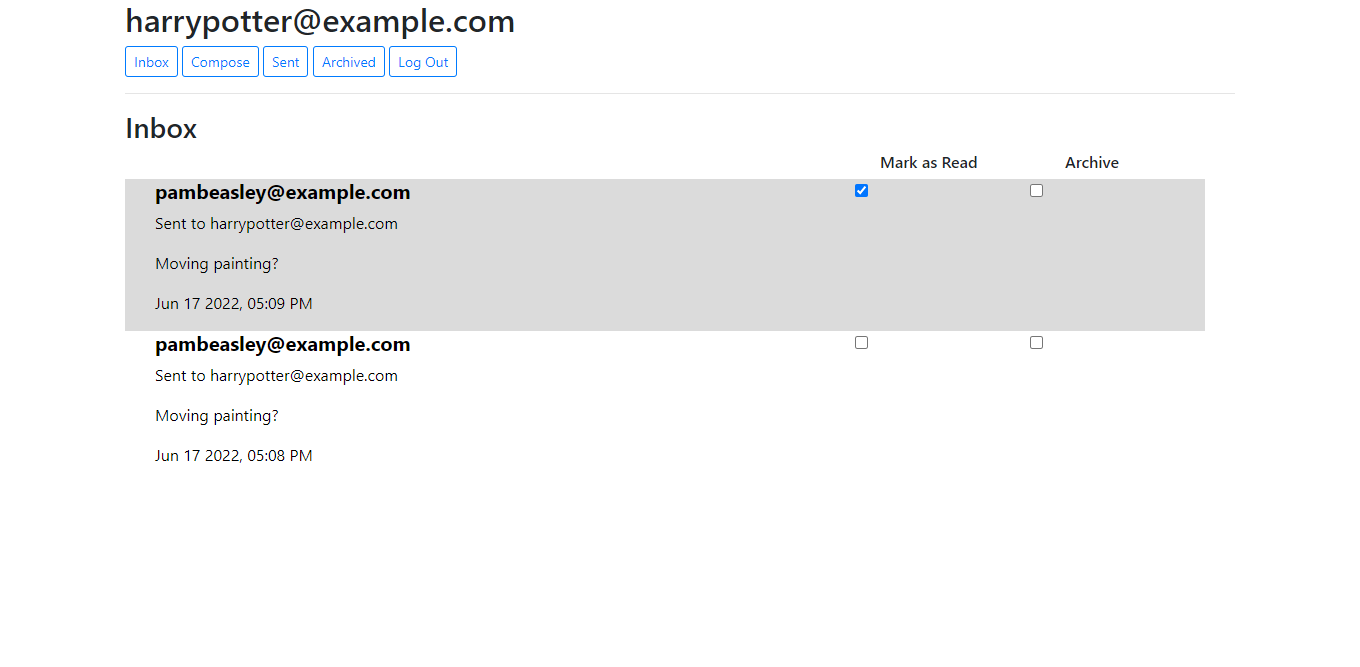 harrypotter@example.com
Inbox Compose Sent Archived Log Out
Inbox
Mark as Read Archive
pambeasley@example.com
Sent to harrypotter@example.com
Moving painting?
Jun 17 2022, 05:09 PM
pambeasley@example.com
Sent to harrypotter@example.com
Moving painting?
Jun 17 2022, 05:08 PM